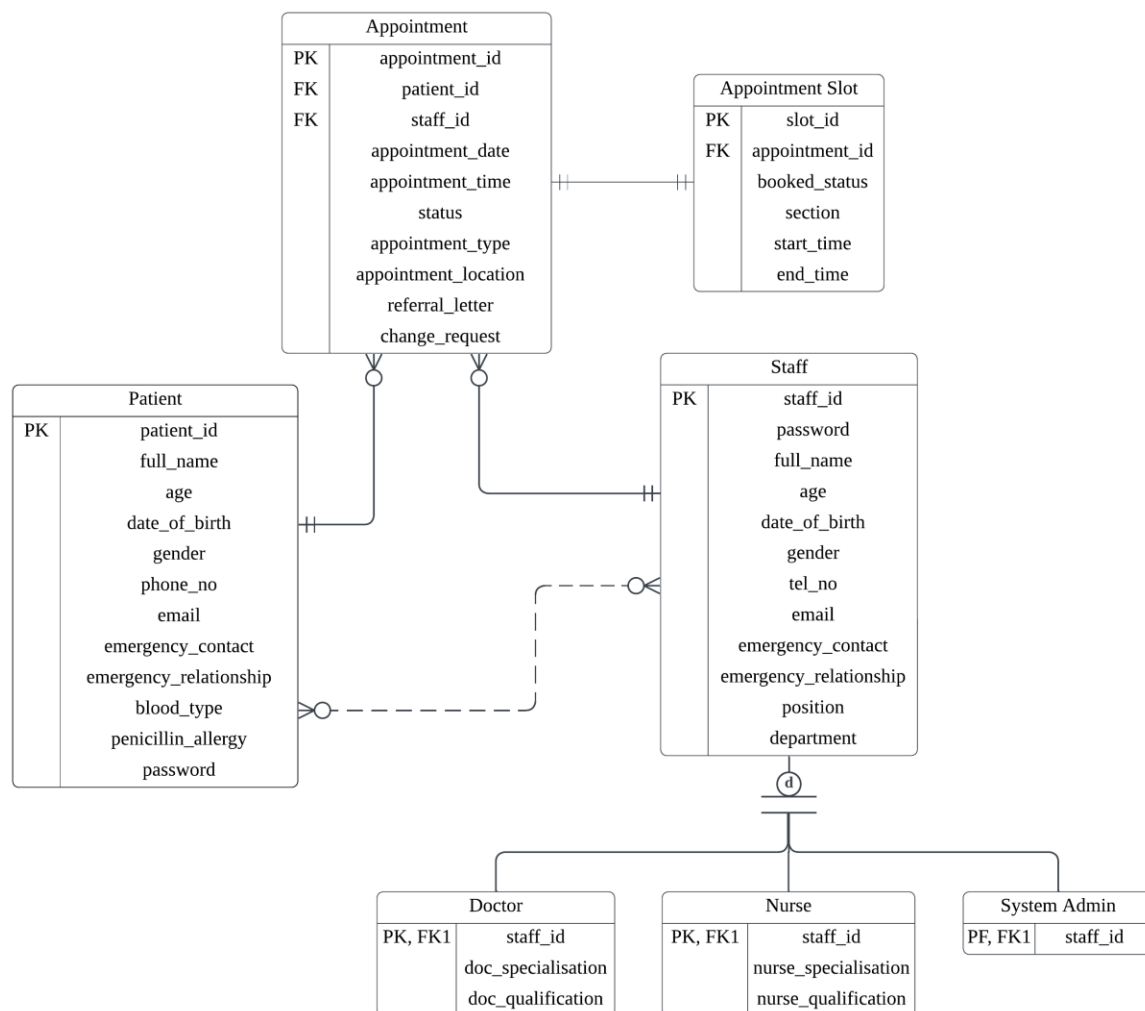 Appointment
PK appointment_id
FK patient_id
FK staff_id
appointment_date
appointment_time
status
appointment_type
appointment_location
referral_letter
change_request
Appointment Slot
PK slot_id
FK appointment_id
booked_status
section
start_time
end_time
Patient
PK patient_id
full_name
age
date_of_birth
gender
phone_no
email
emergency_contact
emergency_relationship
blood_type
penicillin_allergy
password
Staff
PK staff_id
password
full_name
age
date_of_birth
gender
tel_no
email
emergency_contact
emergency_relationship
position
department
d
Doctor
PK, FK1 staff_id
doc_specialisation
doc_qualification
Nurse
PK, FK1 staff_id
nurse_specialisation
nurse_qualification
System Admin
PF, FK1 staff_id